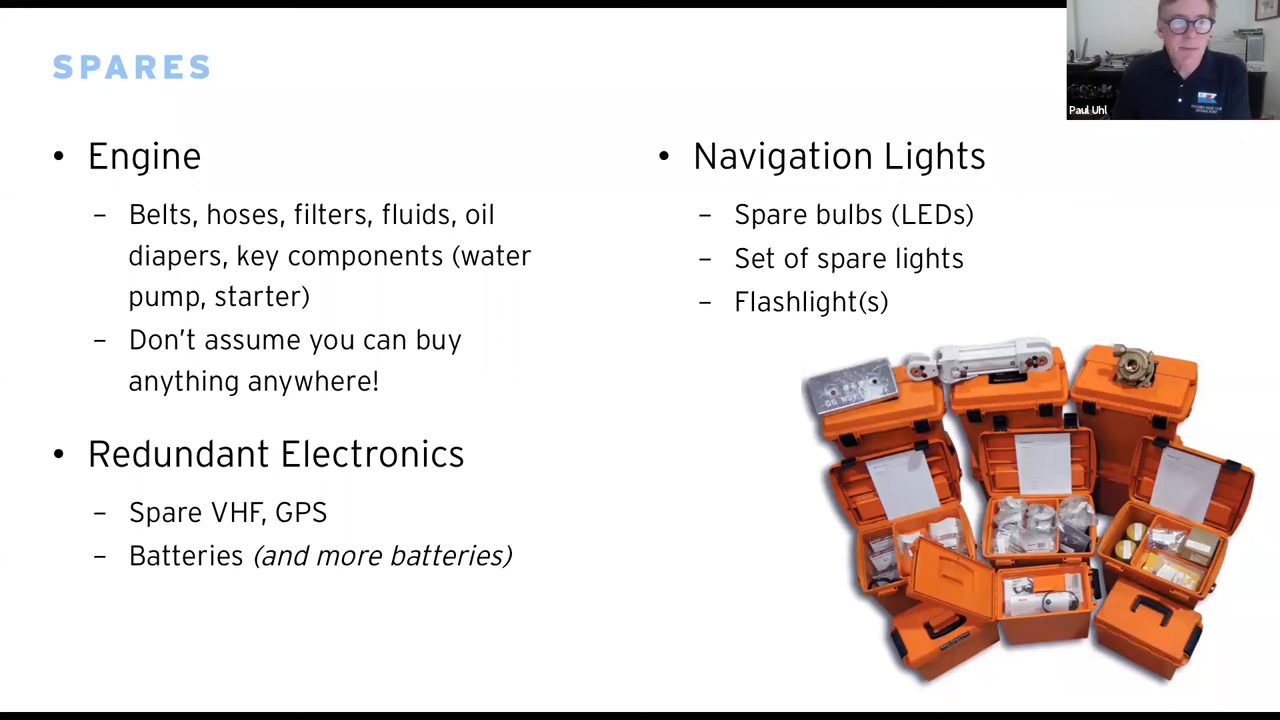 SPARES
• Engine
– Belts, hoses, filters, fluids, oil
diapers, key components (water
pump, starter)
– Don't assume you can buy
anything anywhere!
• Redundant Electronics
– Spare VHF, GPS
– Batteries (and more batteries)
• Navigation Lights
– Spare bulbs (LEDs)
– Set of spare lights
– Flashlight(s)
Paul Uhl